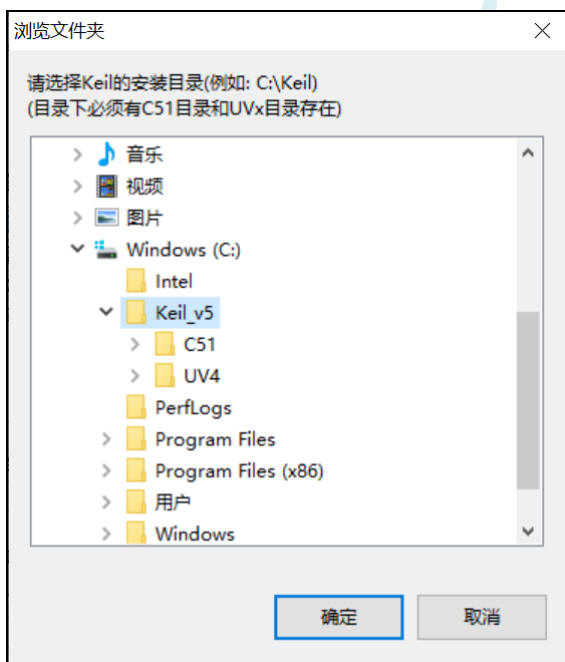 浏览文件夹
请选择Keil的安装目录(例如: C:\Keil)
(目录下必须有C51目录和UVx目录存在)
音乐
视频
图片
Windows (C:)
Intel
Keil_v5
C51
UV4
PerfLogs
Program Files
Program Files (x86)
用户
Windows
确定 取消